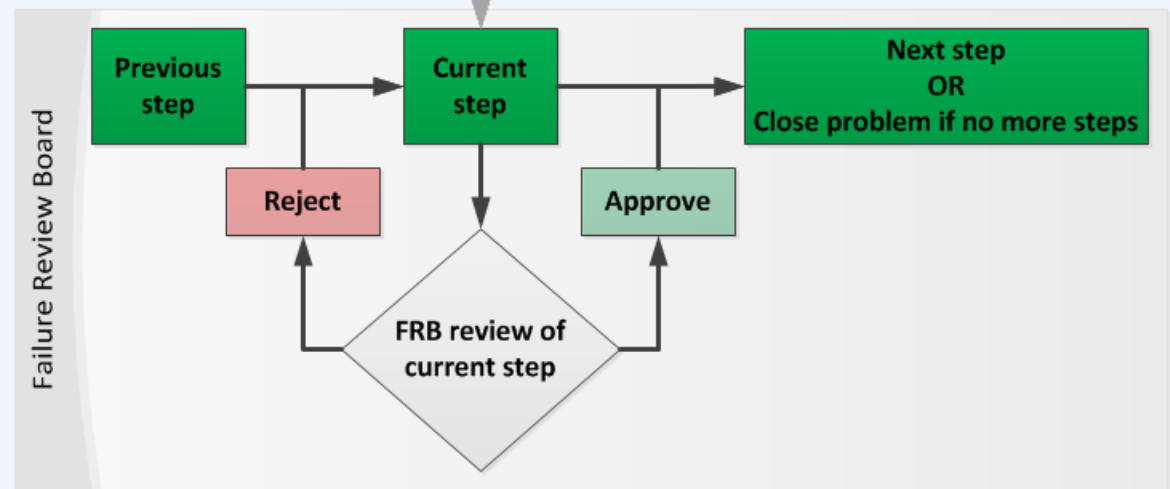 Failure Review Board
Previous
step
Current
step
Next step
OR
Close problem if no more steps
Reject
Approve
FRB review of
current step